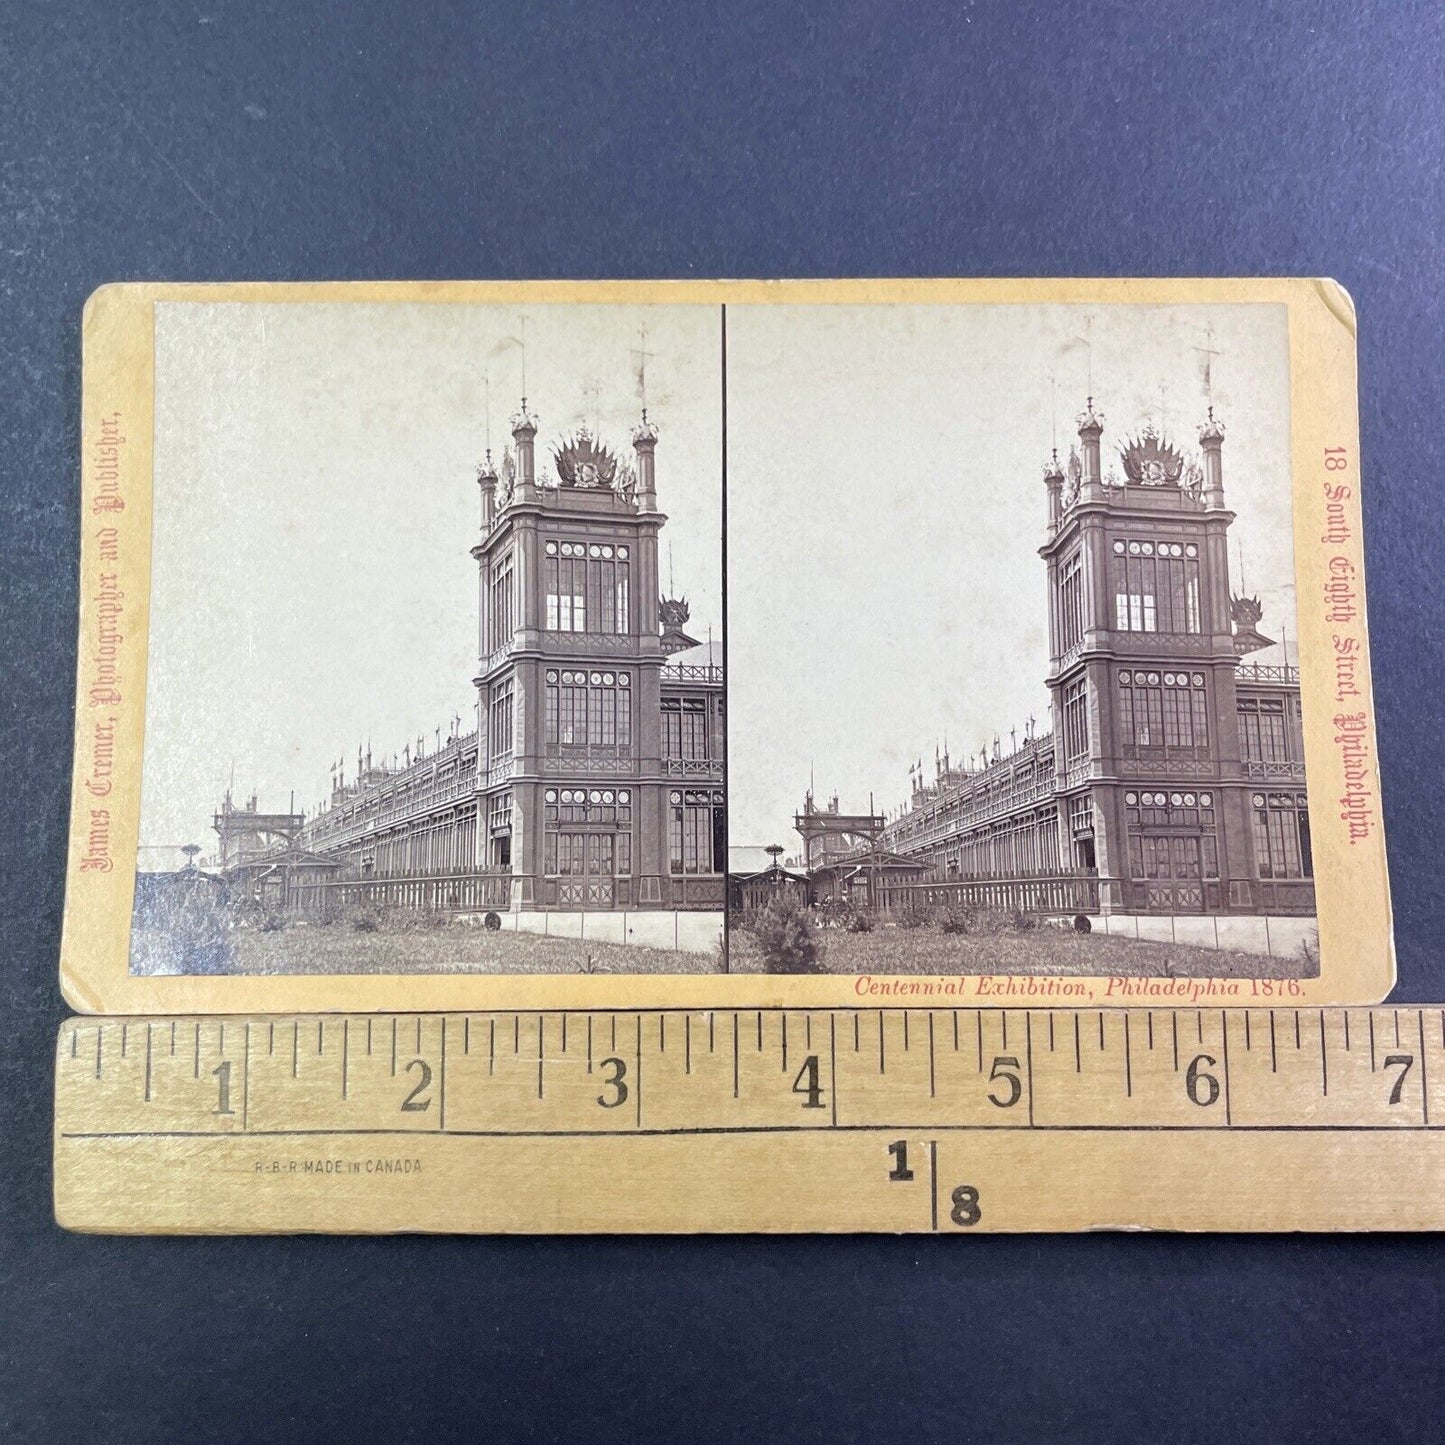 James Cremer, Photographer and Publisher,
18 South Eighth Street, Philadelphia.
Centennial Exhibition, Philadelphia 1876.
1 2 3 4 5 6 7
R-B-R MADE IN CANADA
1
8